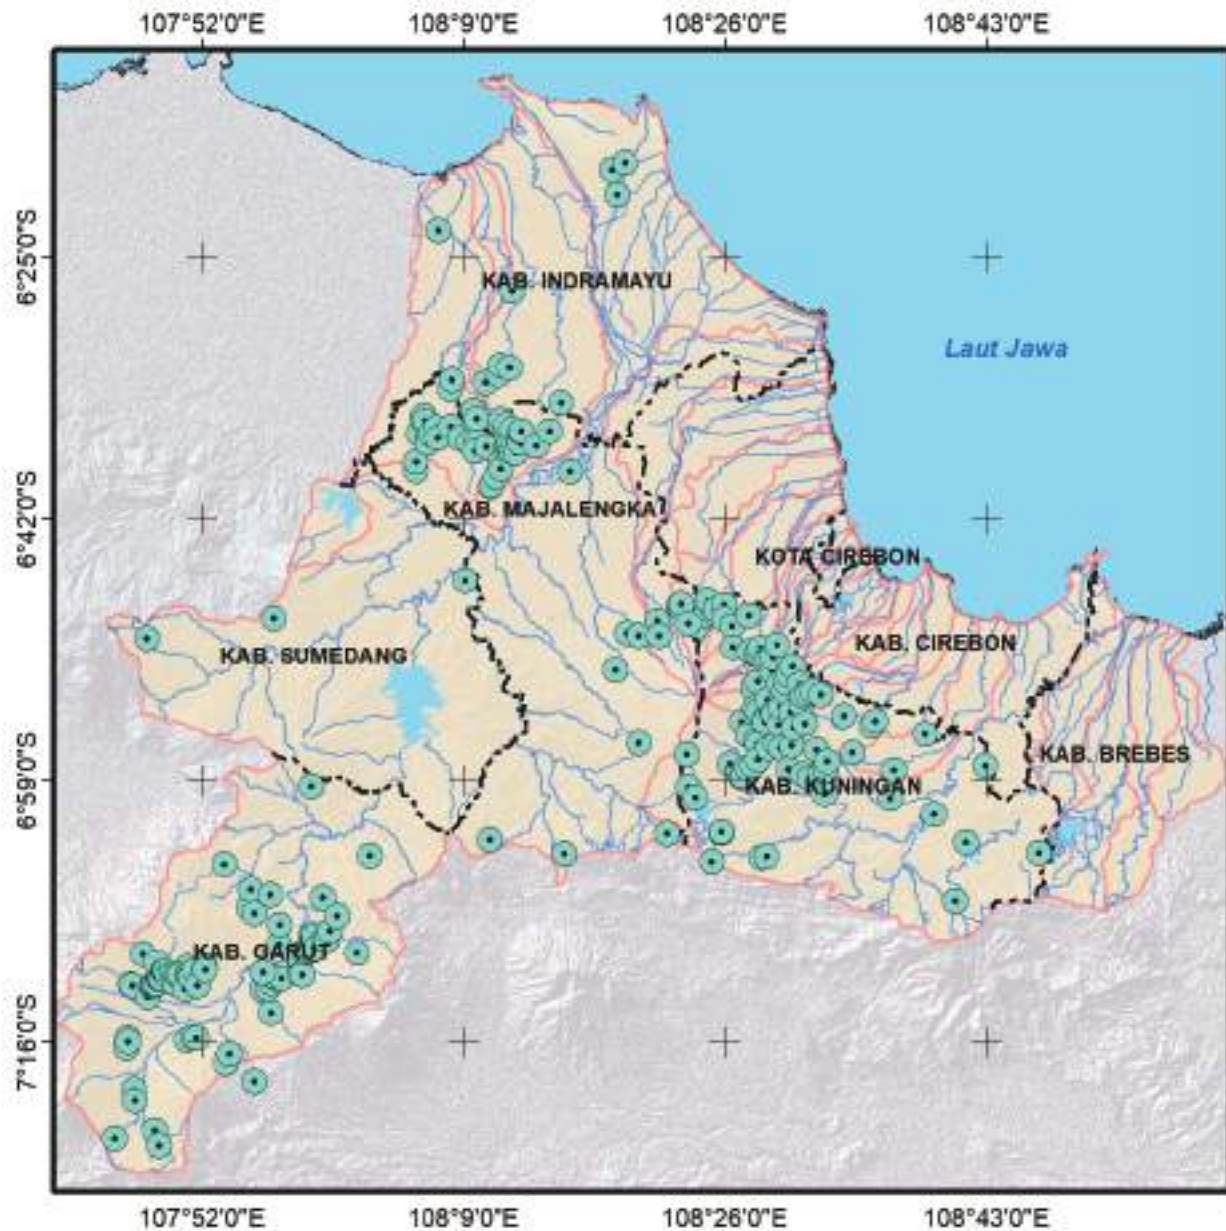 107°52'0"E 108°9'0"E 108°26'0"E 108°43'0"E
6°25'0"S
KAB. INDRAMAYU
Laut Jawa
6°42'0"S
KAB. MAJALENGKA
KOTA CIREBON
KAB. CIREBON
KAB. SUMEDANG
KAB. BREBES
6°59'0"S
KAB. KUNINGAN
KAB. GARUT
7°16'0"S
107°52'0"E 108°9'0"E 108°26'0"E 108°43'0"E